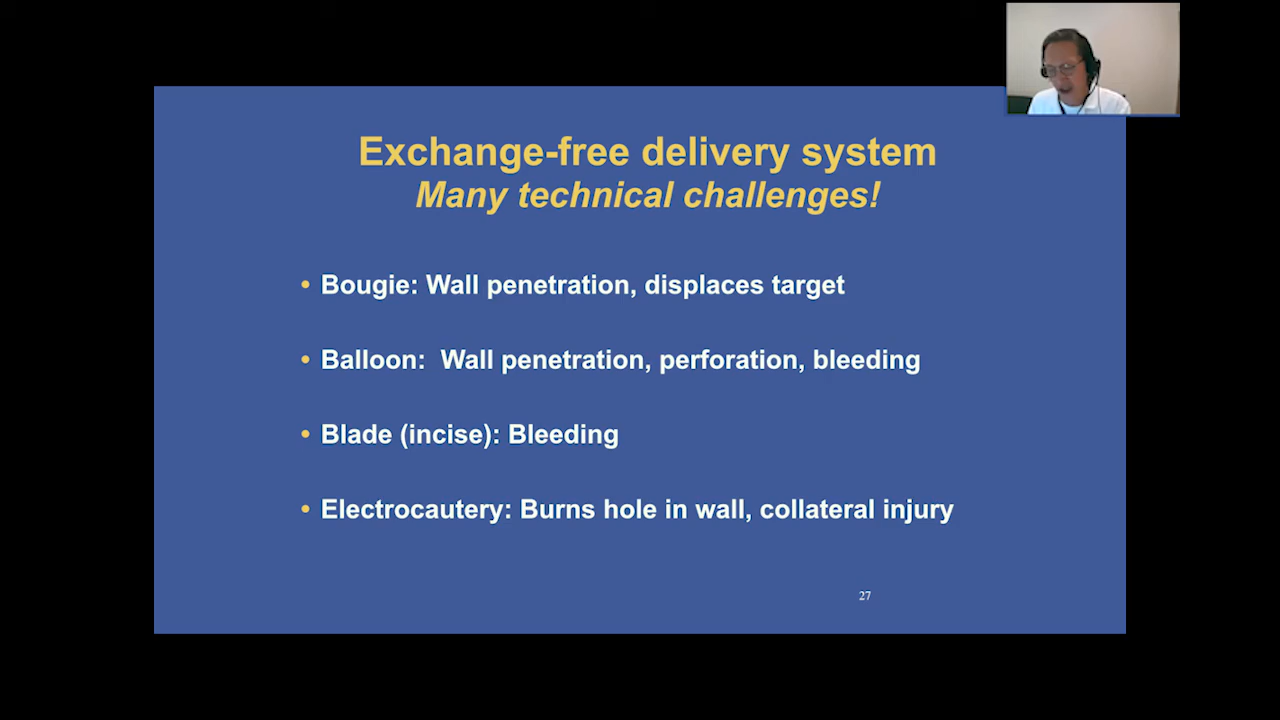 Exchange-free delivery system
Many technical challenges!
• Bougie: Wall penetration, displaces target
• Balloon:  Wall penetration, perforation, bleeding
• Blade (incise): Bleeding
• Electrocautery: Burns hole in wall, collateral injury
27